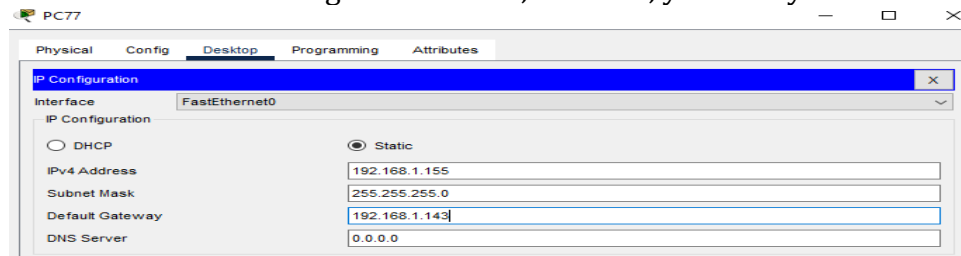 PC77
Physical Config Desktop Programming Attributes
IP Configuration X
Interface FastEthernet0
IP Configuration
DHCP Static
IPv4 Address 192.168.1.155
Subnet Mask 255.255.255.0
Default Gateway 192.168.1.143
DNS Server 0.0.0.0